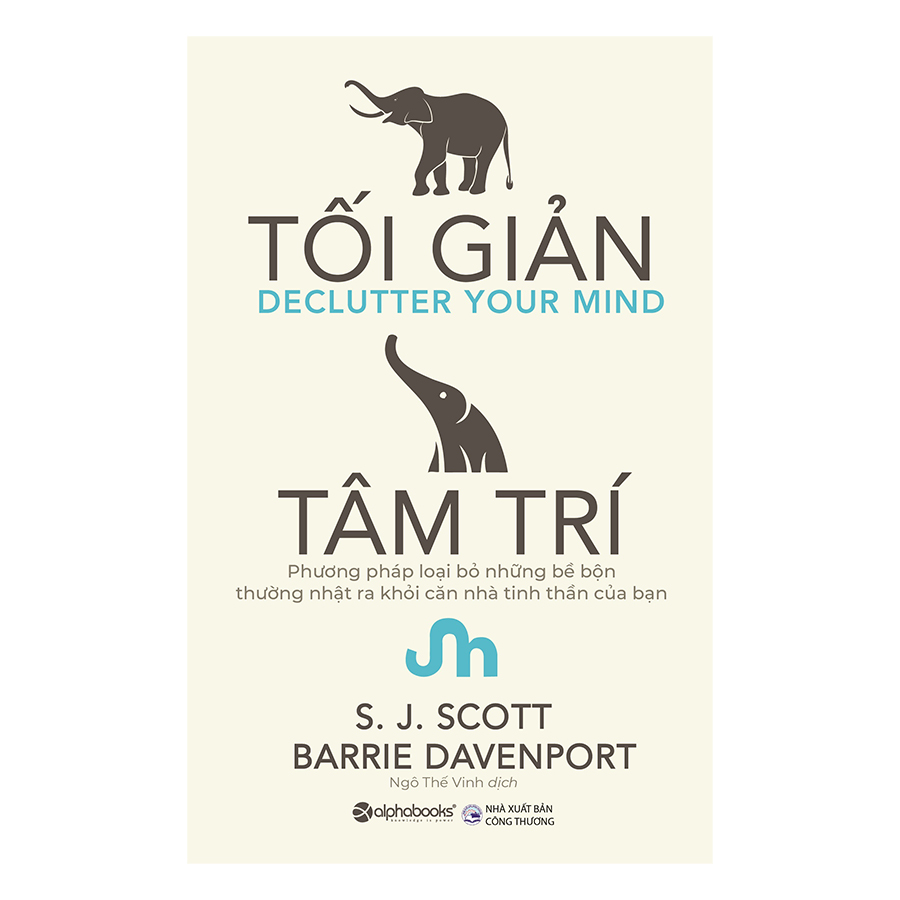 TỐI GIẢN
DECLUTTER YOUR MIND
TÂM TRÍ
Phương pháp loại bỏ những bề bộn
thường nhật ra khỏi căn nhà tinh thần của bạn
S. J. SCOTT
BARRIE DAVENPORT
Ngô Thế Vinh dịch
alphabooks®
knowledge is power
NHÀ XUẤT BẢN
CÔNG THƯƠNG